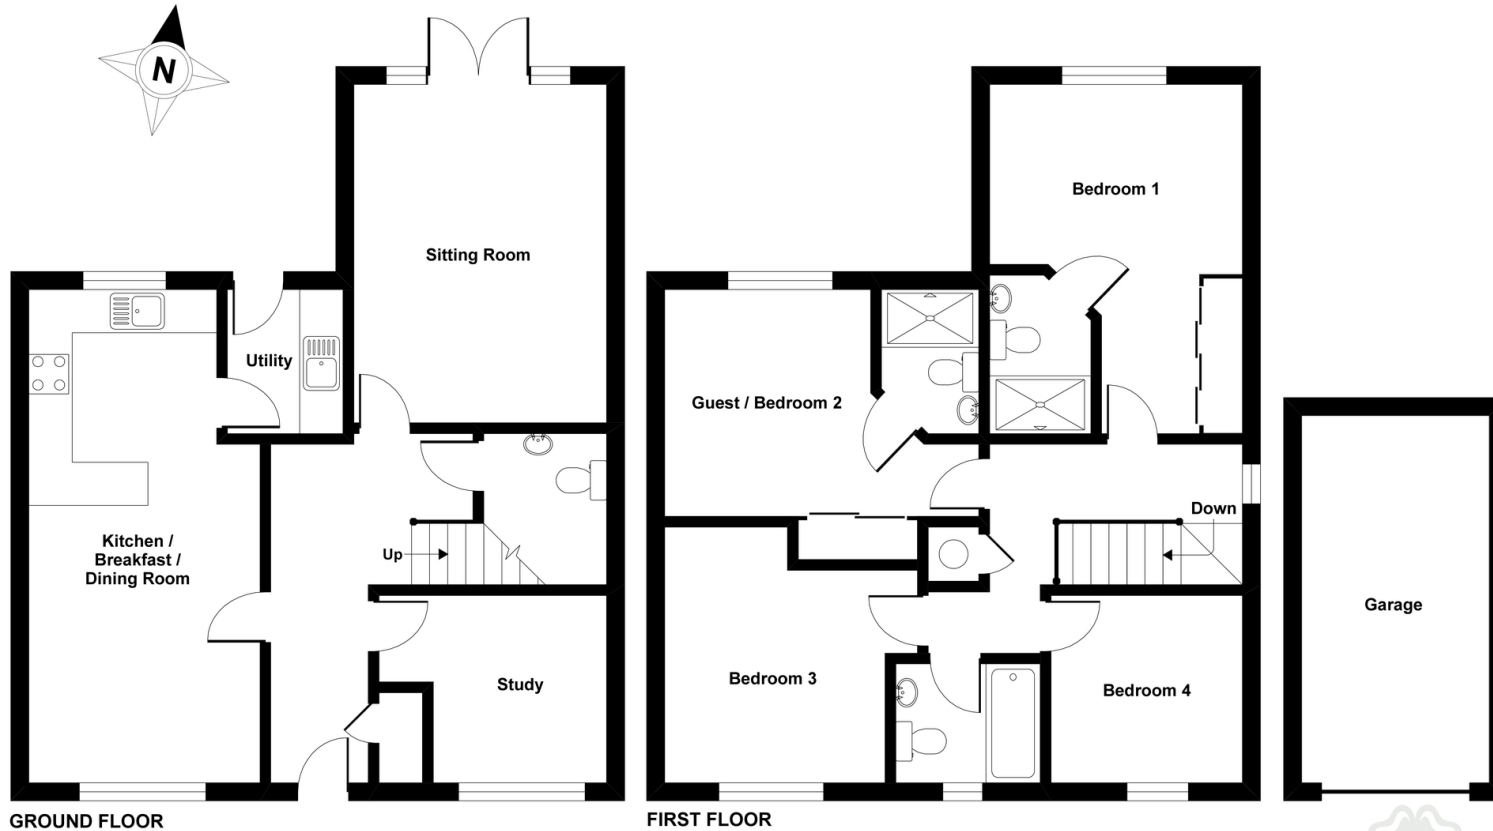 N
Sitting Room
Utility
Kitchen /
Breakfast /
Dining Room
Up
Study
GROUND FLOOR
Bedroom 1
Guest / Bedroom 2
Down
Bedroom 3
Bedroom 4
FIRST FLOOR
Garage